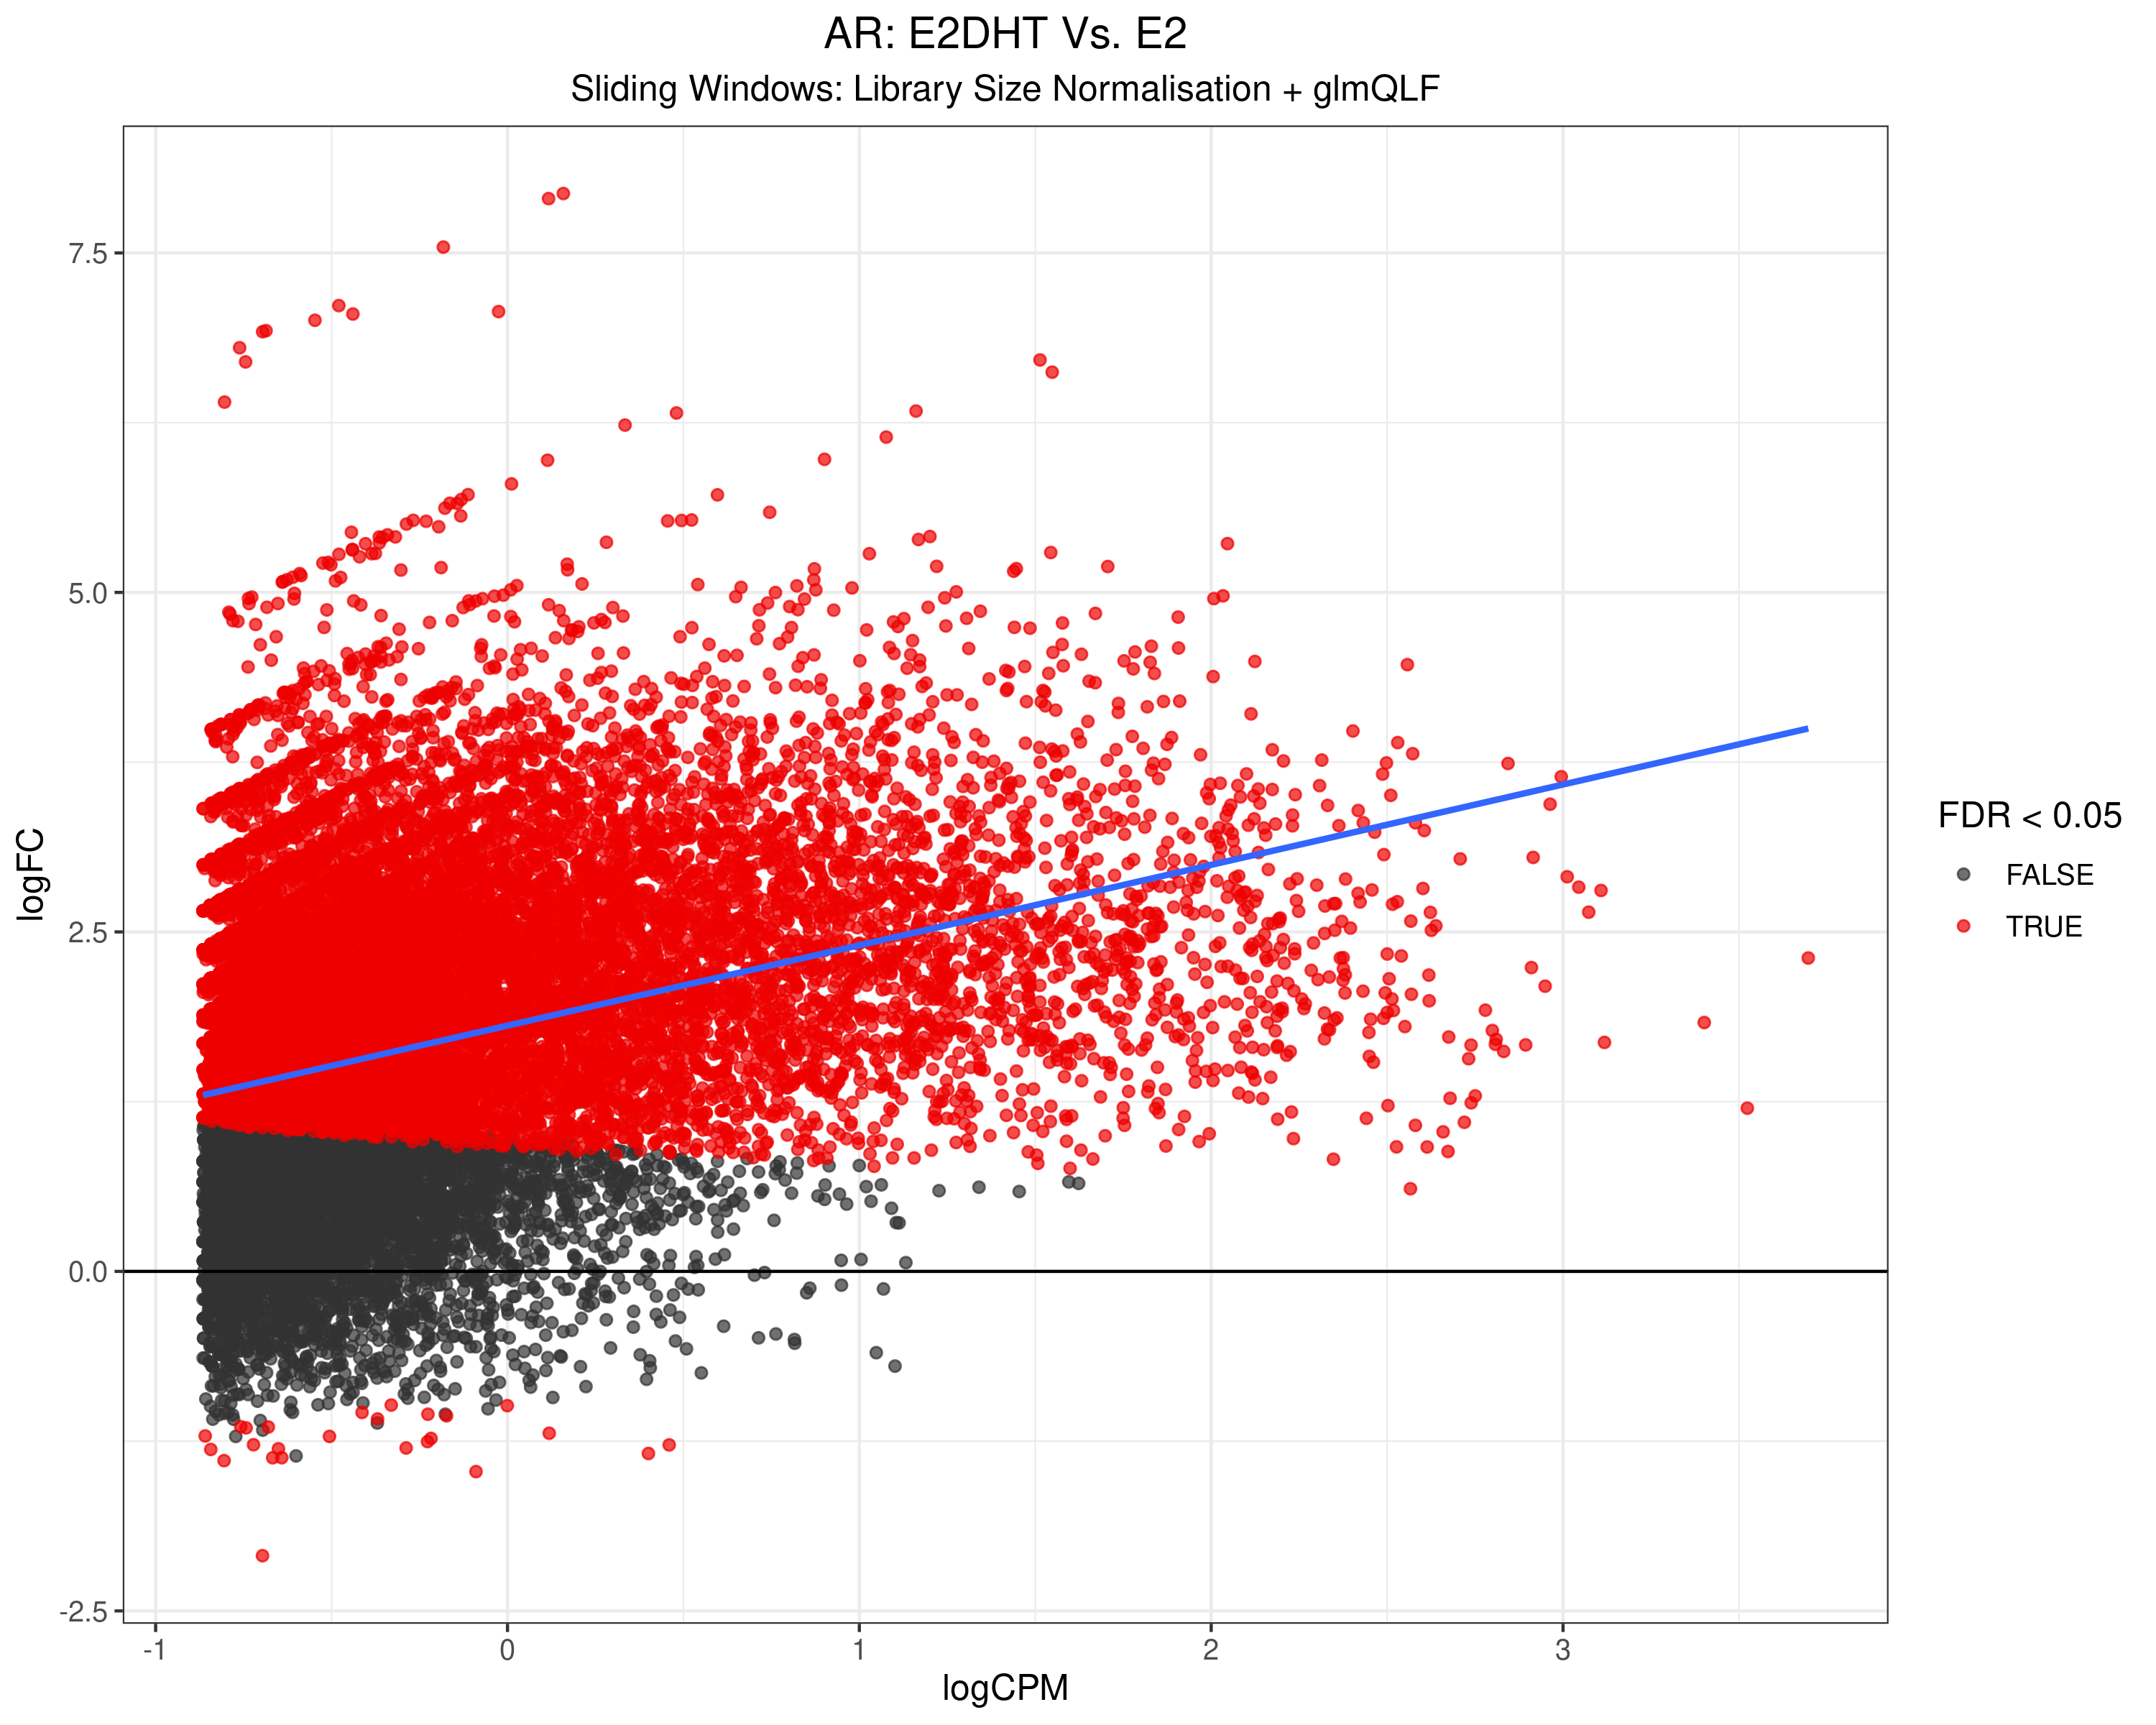 AR: E2DHT Vs. E2
Sliding Windows: Library Size Normalisation + glmQLF
7.5
5.0
2.5
0.0
-2.5
logFC
-1
0
1
2
3
logCPM
FDR < 0.05
FALSE
TRUE